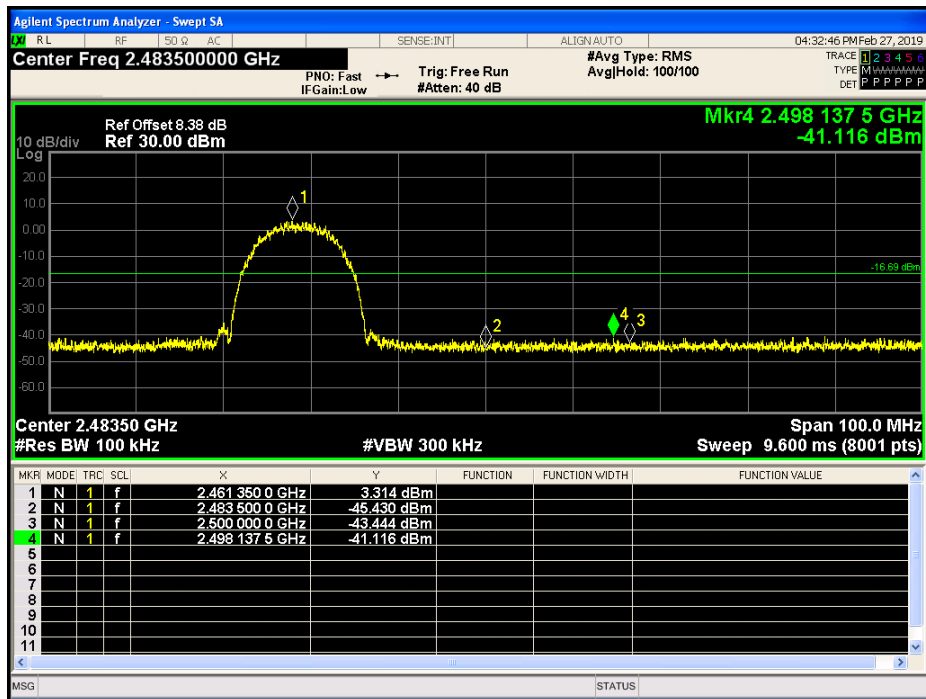 Agilent Spectrum Analyzer - Swept SA
LXI RL RF 50 Ω AC SENSE:INT ALIGN AUTO 04:32:46 PM Feb 27, 2019
Center Freq 2.483500000 GHz
PNO: Fast
IFGain:Low
Trig: Free Run
#Atten: 40 dB
#Avg Type: RMS
Avg|Hold: 100/100
TRACE 1 2 3 4 5 6
TYPE M WWWWW
DET P P P P P P
Mkr4 2.498 137 5 GHz
-41.116 dBm
Ref Offset 8.38 dB
10 dB/div Ref 30.00 dBm
Log
20.0
10.0
0.00
-10.0
-20.0
-30.0
-40.0
-50.0
-60.0
1
2
4
3
-16.69 dBm
Center 2.48350 GHz Span 100.0 MHz
#Res BW 100 kHz #VBW 300 kHz Sweep 9.600 ms (8001 pts)
MKR MODE TRC SCL X Y FUNCTION FUNCTION WIDTH FUNCTION VALUE
1 N 1 f 2.461 350 0 GHz 3.314 dBm
2 N 1 f 2.483 500 0 GHz -45.430 dBm
3 N 1 f 2.500 000 0 GHz -43.444 dBm
4 N 1 f 2.498 137 5 GHz -41.116 dBm
5
6
7
8
9
10
11
MSG STATUS